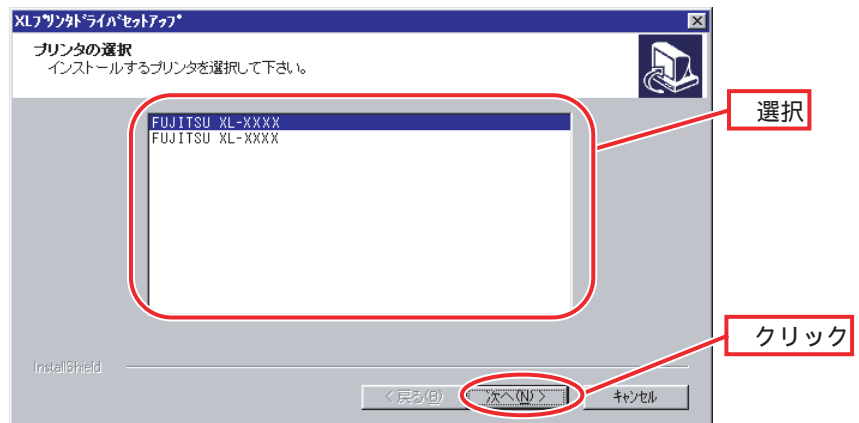 XLプリンタドライバセットアップ
プリンタの選択
インストールするプリンタを選択して下さい。
FUJITSU XL-XXXX
FUJITSU XL-XXXX
選択
クリック
InstallShield
< 戻る(B)
次へ(N) >
キャンセル